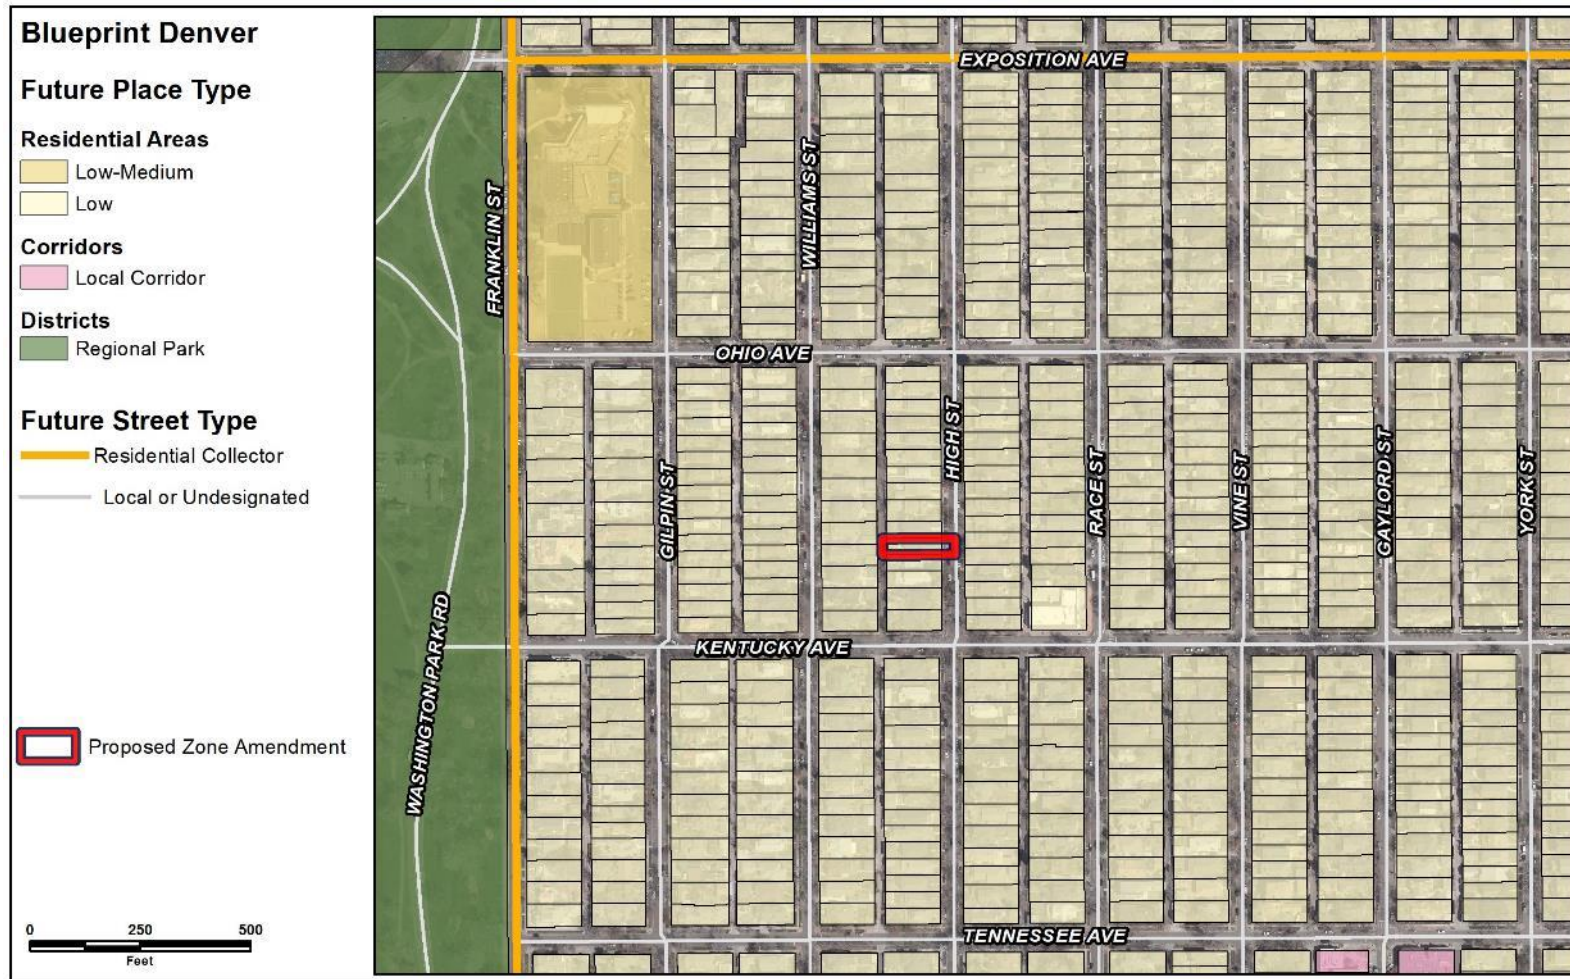 Blueprint Denver
Future Place Type
Residential Areas
Low-Medium
Low
Corridors
Local Corridor
Districts
Regional Park
Future Street Type
Residential Collector
Local or Undesignated
Proposed Zone Amendment
0 250 500
Feet
EXPOSITION AVE
FRANKLIN ST
WILLIAMS ST
OHIO AVE
GILPIN ST
HIGH ST
RACE ST
VINE ST
GAYLORD ST
YORK ST
WASHINGTON PARK RD
KENTUCKY AVE
TENNESSEE AVE